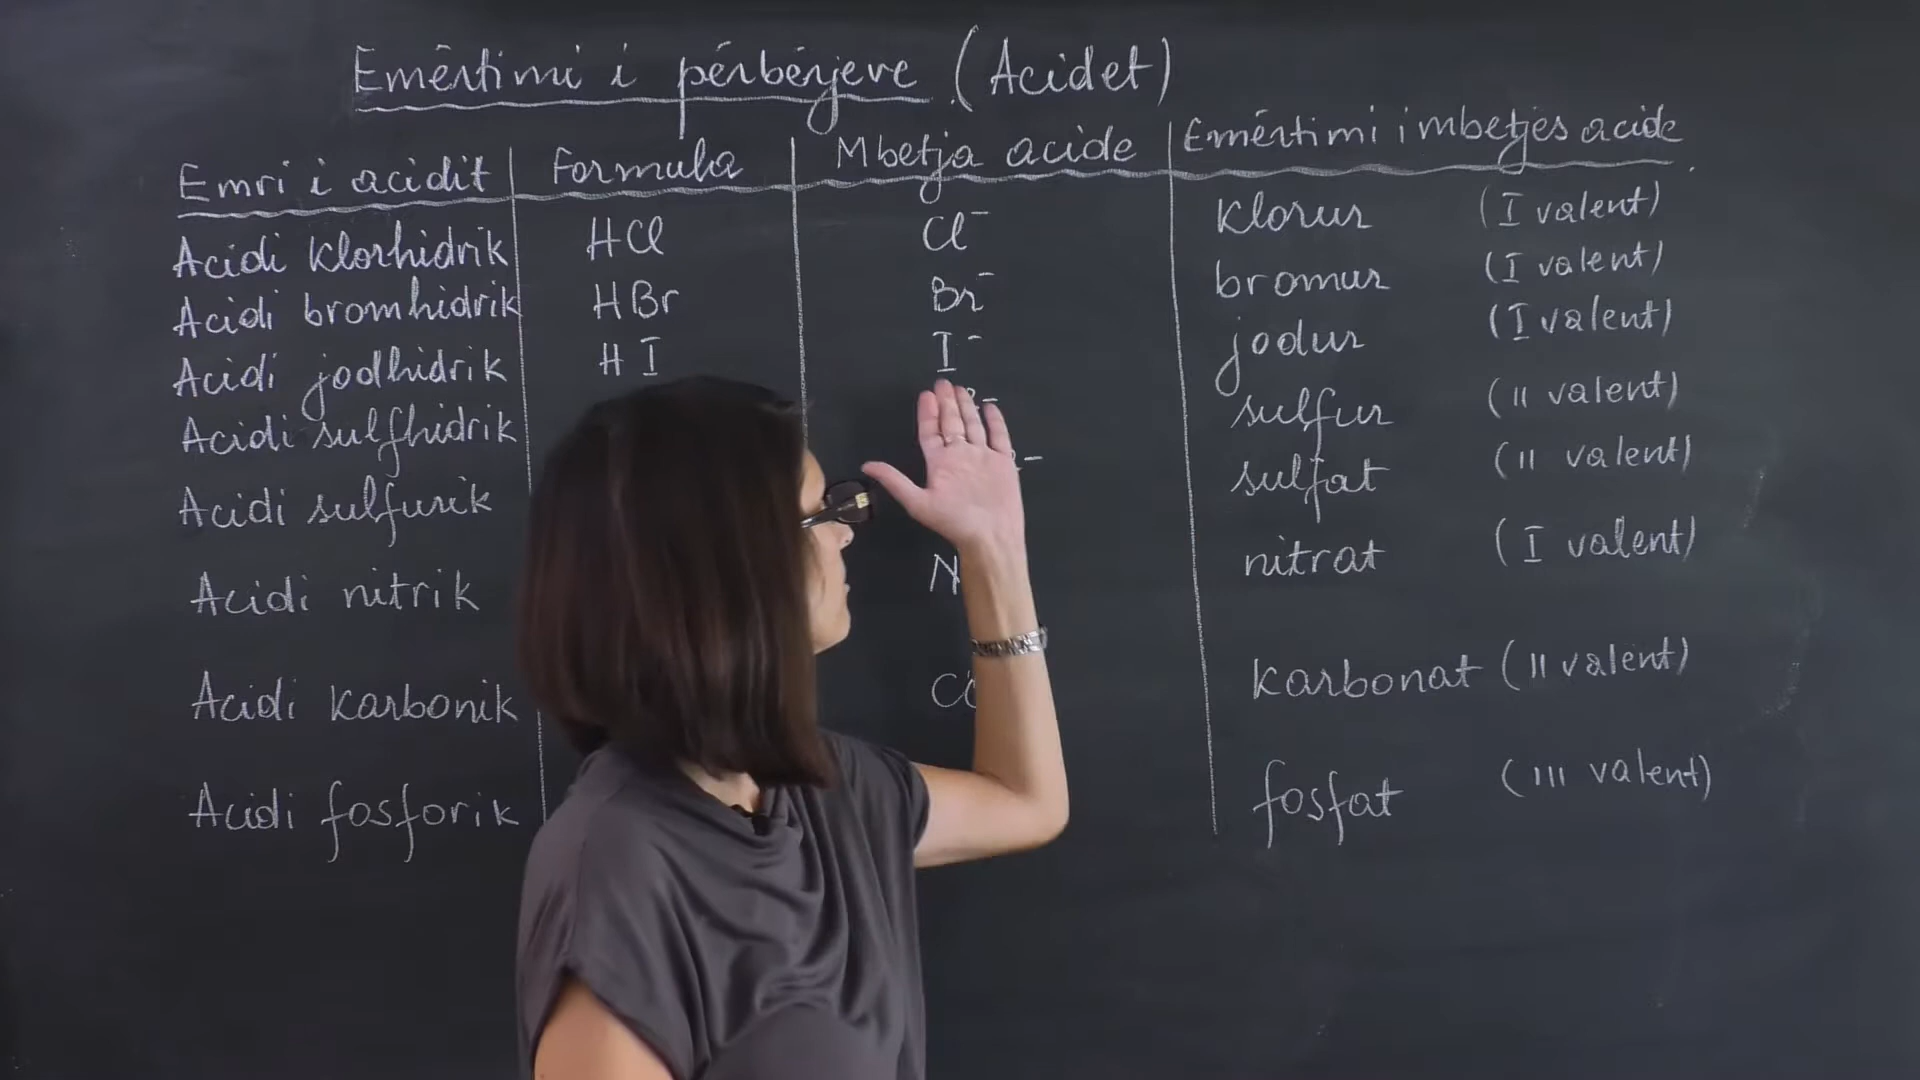 Emërtimi i përbërjeve (Acidet)
Emri i acidit Formula Mbetja acide Emërtimi i mbetjes acide
Acidi klorhidrik HCl Cl⁻ klorur (I valent)
Acidi bromhidrik HBr Br⁻ bromur (I valent)
Acidi jodhidrik HI I⁻ jodur (I valent)
Acidi sulfhidrik sulfur (II valent)
Acidi sulfurik sulfat (II valent)
Acidi nitrik N nitrat (I valent)
Acidi karbonik karbonat (II valent)
Acidi fosforik fosfat (III valent)